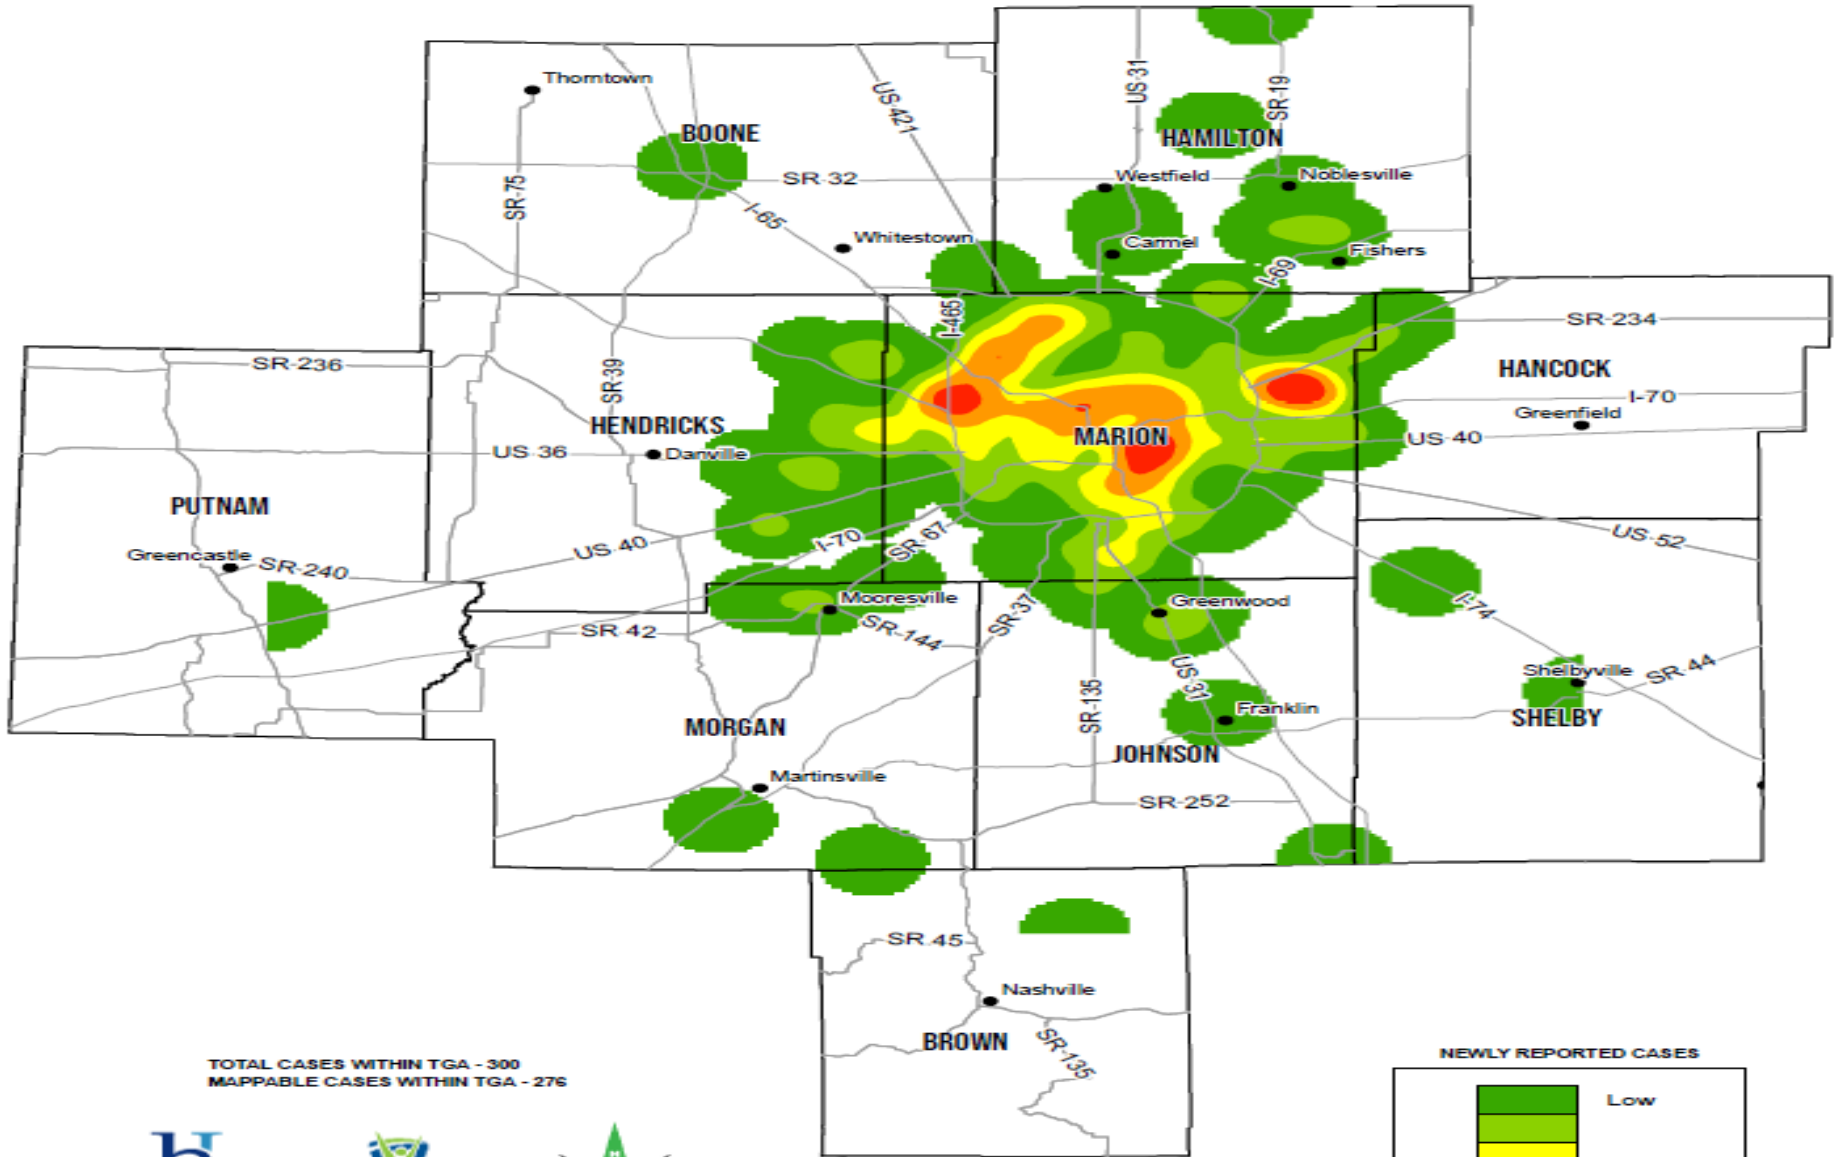 Thorntown
BOONE
US 421
US-31
SR-19
HAMILTON
SR-75
SR-32
Westfield
Noblesville
I-65
Whitestown
Carmel
Fishers
I-69
I-465
SR-234
SR-236
SR-39
HANCOCK
I-70
Greenfield
HENDRICKS
MARION
US 40
US 36
Danville
PUTNAM
US-52
Greencastle
SR-240
US-40
I-70
SR-67
Mooresville
SR-42
SR-144
SR-37
Greenwood
I-74
Shelbyville
SR-44
US-31
SR-135
Franklin
SHELBY
MORGAN
JOHNSON
Martinsville
SR-252
SR 45
Nashville
BROWN
SR-135
TOTAL CASES WITHIN TGA - 300
MAPPABLE CASES WITHIN TGA - 276
NEWLY REPORTED CASES
Low